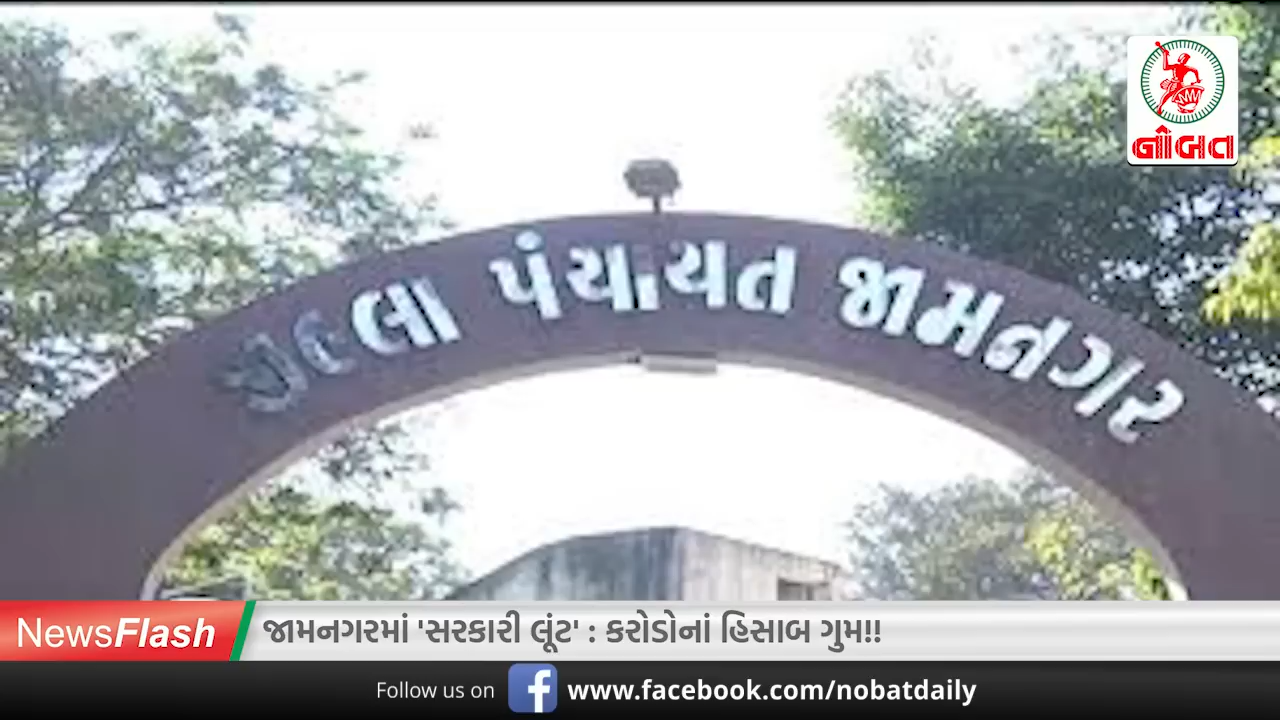 નોબત
જીલ્લા પંચાયત જામનગર
NewsFlash જામનગરમાં 'સરકારી લૂંટ' : કરોડોનાં હિસાબ ગુમ!!
Follow us on f www.facebook.com/nobatdaily